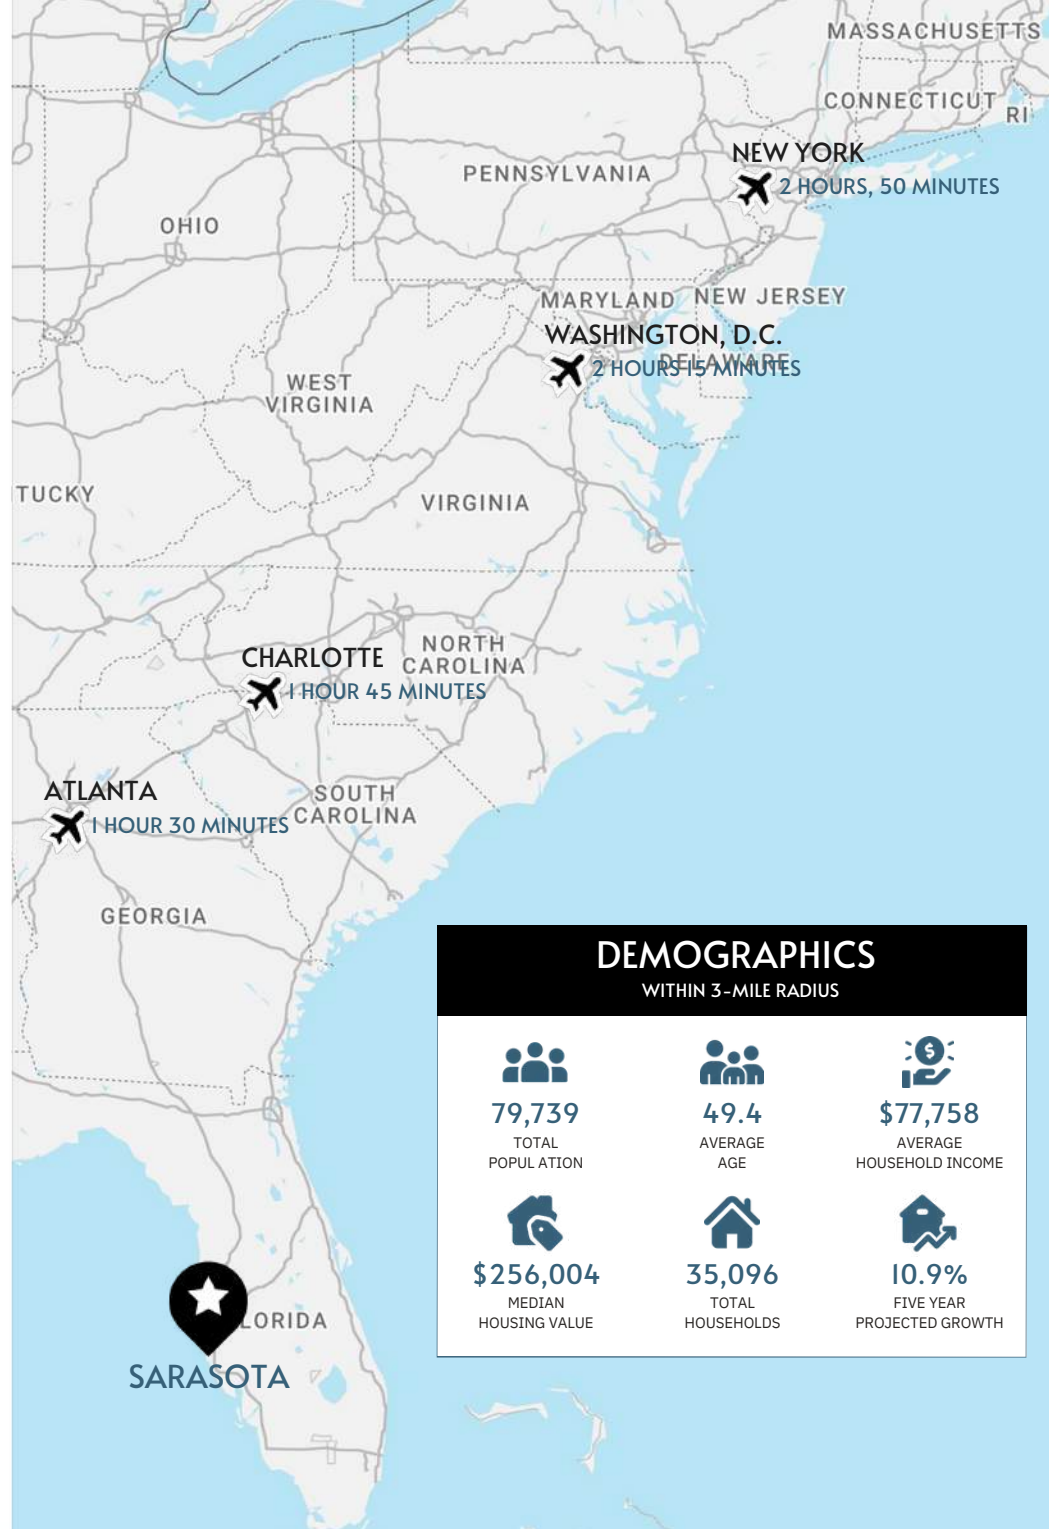 MASSACHUSETTS
CONNECTICUT
RI
NEW YORK
2 HOURS, 50 MINUTES
PENNSYLVANIA
OHIO
MARYLAND
NEW JERSEY
WASHINGTON, D.C.
DELAWARE
2 HOURS 15 MINUTES
WEST
VIRGINIA
TUCKY
VIRGINIA
CHARLOTTE
NORTH
CAROLINA
1 HOUR 45 MINUTES
ATLANTA
1 HOUR 30 MINUTES
SOUTH
CAROLINA
GEORGIA
DEMOGRAPHICS
WITHIN 3-MILE RADIUS
79,739
TOTAL
POPULATION
49.4
AVERAGE
AGE
$77,758
AVERAGE
HOUSEHOLD INCOME
$256,004
MEDIAN
HOUSING VALUE
35,096
TOTAL
HOUSEHOLDS
10.9%
FIVE YEAR
PROJECTED GROWTH
LORIDA
SARASOTA